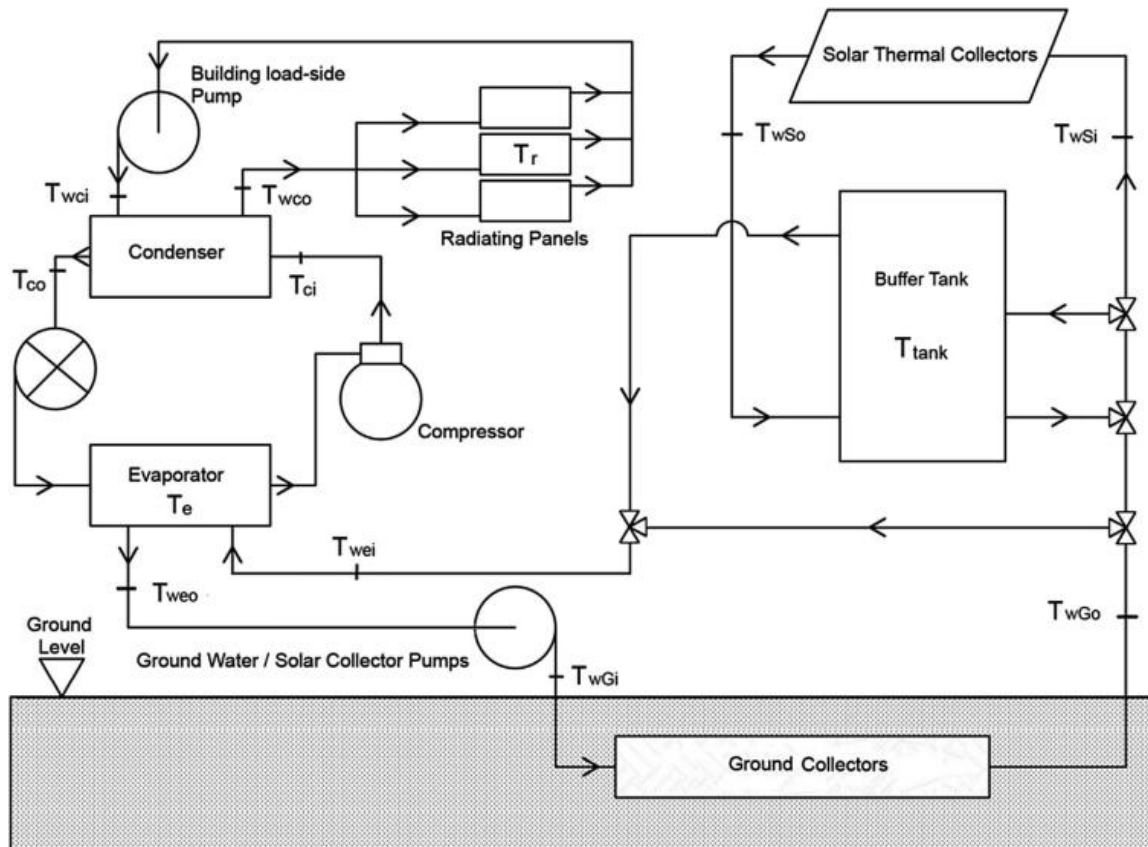 Solar Thermal Collectors
Building load-side
Pump
TwSo
TwSi
Tr
Twci
Twco
Radiating Panels
Condenser
Tco
Tci
Buffer Tank
Ttank
Compressor
Evaporator
Te
Twei
Tweo
TwGo
Ground
Level
Ground Water / Solar Collector Pumps
TwGi
Ground Collectors